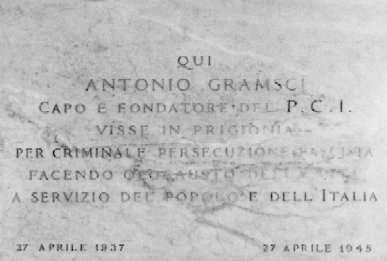 QUI
ANTONIO GRAMSCI
CAPO E FONDATORE DEL P.C.I.
VISSE IN PRIGIONIA
PER CRIMINALE PERSECUZIONE FASCISTA
FACENDO OLOCAUSTO DELLA
A SERVIZIO DEL POPOLO E DELL'ITALIA
27 APRILE 1937 27 APRILE 1945